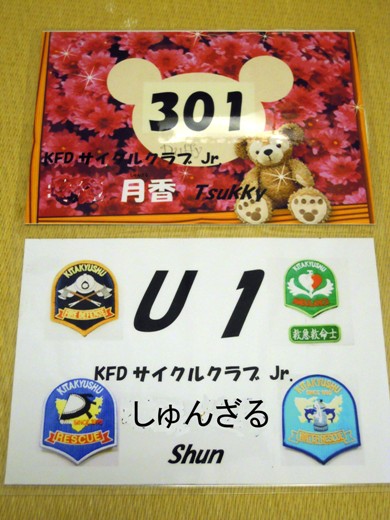 301
Duffy
KFD サイクルクラブ Jr.
月香 Tsukky
KITAKYUSHU
FIRE DEFENSE
U 1
KITAKYUSHU
救急救命士
KFD サイクルクラブ Jr.
KITAKYUSHU
RESCUE
しゅんざる
KITAKYUSHU
Shun